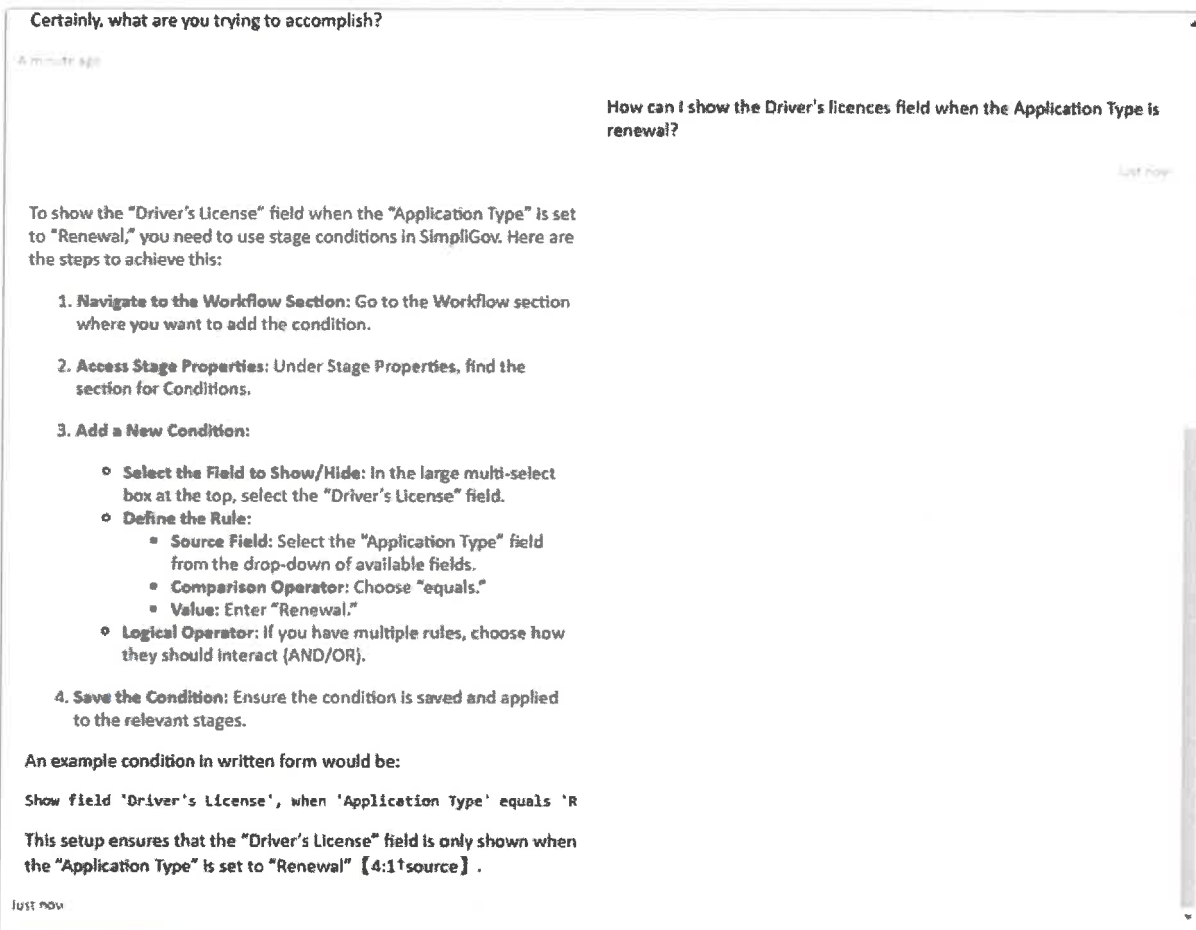 Certainly, what are you trying to accomplish?
A minute ago
How can I show the Driver's licences field when the Application Type is
renewal?
Just now
To show the "Driver's License" field when the "Application Type" is set
to "Renewal," you need to use stage conditions in SimpliGov. Here are
the steps to achieve this:
1. Navigate to the Workflow Section: Go to the Workflow section
where you want to add the condition.
2. Access Stage Properties: Under Stage Properties, find the
section for Conditions.
3. Add a New Condition:
Select the Field to Show/Hide: In the large multi-select
box at the top, select the "Driver's License" field.
Define the Rule:
Source Field: Select the "Application Type" field
from the drop-down of available fields.
Comparison Operator: Choose "equals."
Value: Enter "Renewal."
Logical Operator: If you have multiple rules, choose how
they should interact (AND/OR).
4. Save the Condition: Ensure the condition is saved and applied
to the relevant stages.
An example condition in written form would be:
Show field 'Driver's License', when 'Application Type' equals 'R
This setup ensures that the "Driver's License" field is only shown when
the "Application Type" is set to "Renewal"【4:1†source】.
Just now